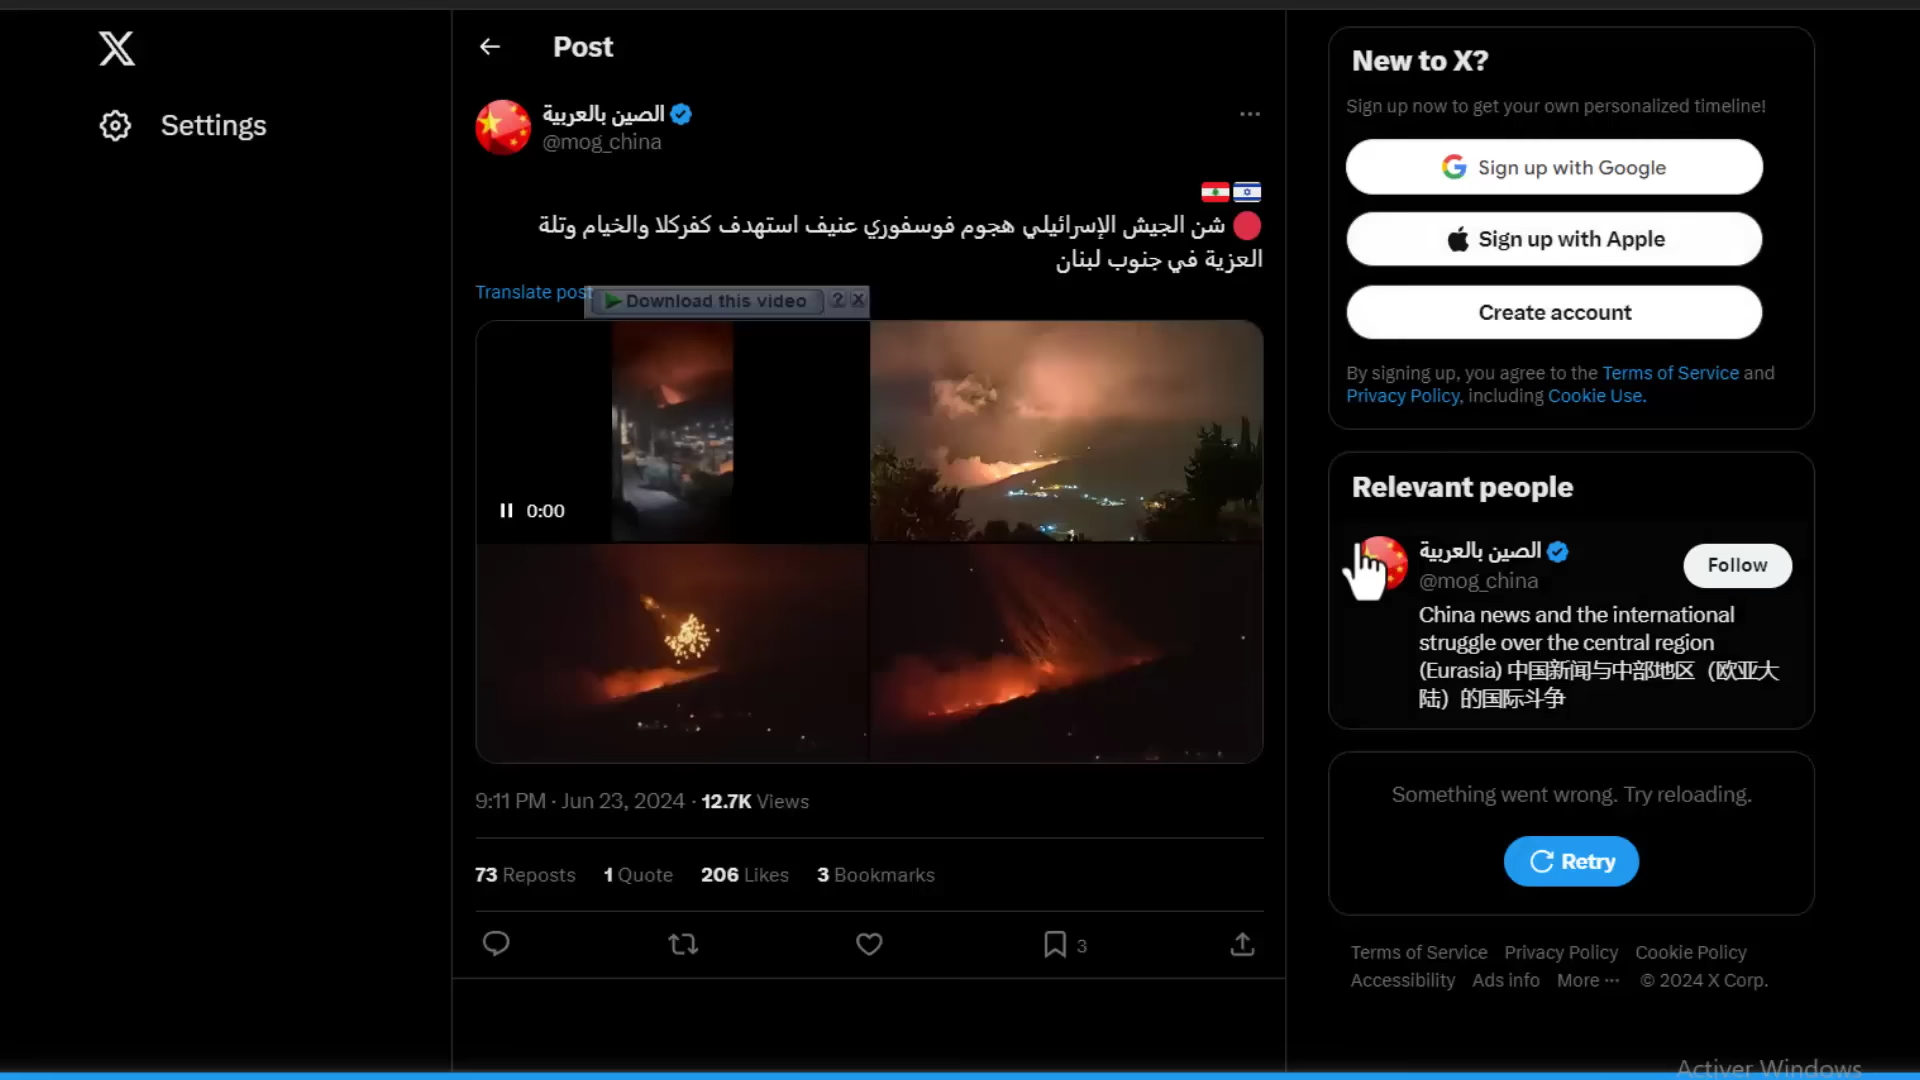 Settings
Post
الصين بالعربية
@mog_china
شن الجيش الإسرائيلي هجوم فوسفوري عنيف استهدف كفركلا والخيام وتلة
العزية في جنوب لبنان
Translate post
Download this video
0:00
9:11 PM · Jun 23, 2024 · 12.7K Views
73 Reposts 1 Quote 206 Likes 3 Bookmarks
3
New to X?
Sign up now to get your own personalized timeline!
Sign up with Google
Sign up with Apple
Create account
By signing up, you agree to the Terms of Service and
Privacy Policy, including Cookie Use.
Relevant people
الصين بالعربية
@mog_china
Follow
China news and the international
struggle over the central region
(Eurasia) 中国新闻与中部地区（欧亚大
陆）的国际斗争
Something went wrong. Try reloading.
Retry
Terms of Service Privacy Policy Cookie Policy
Accessibility Ads info More ··· © 2024 X Corp.
Activer Windows